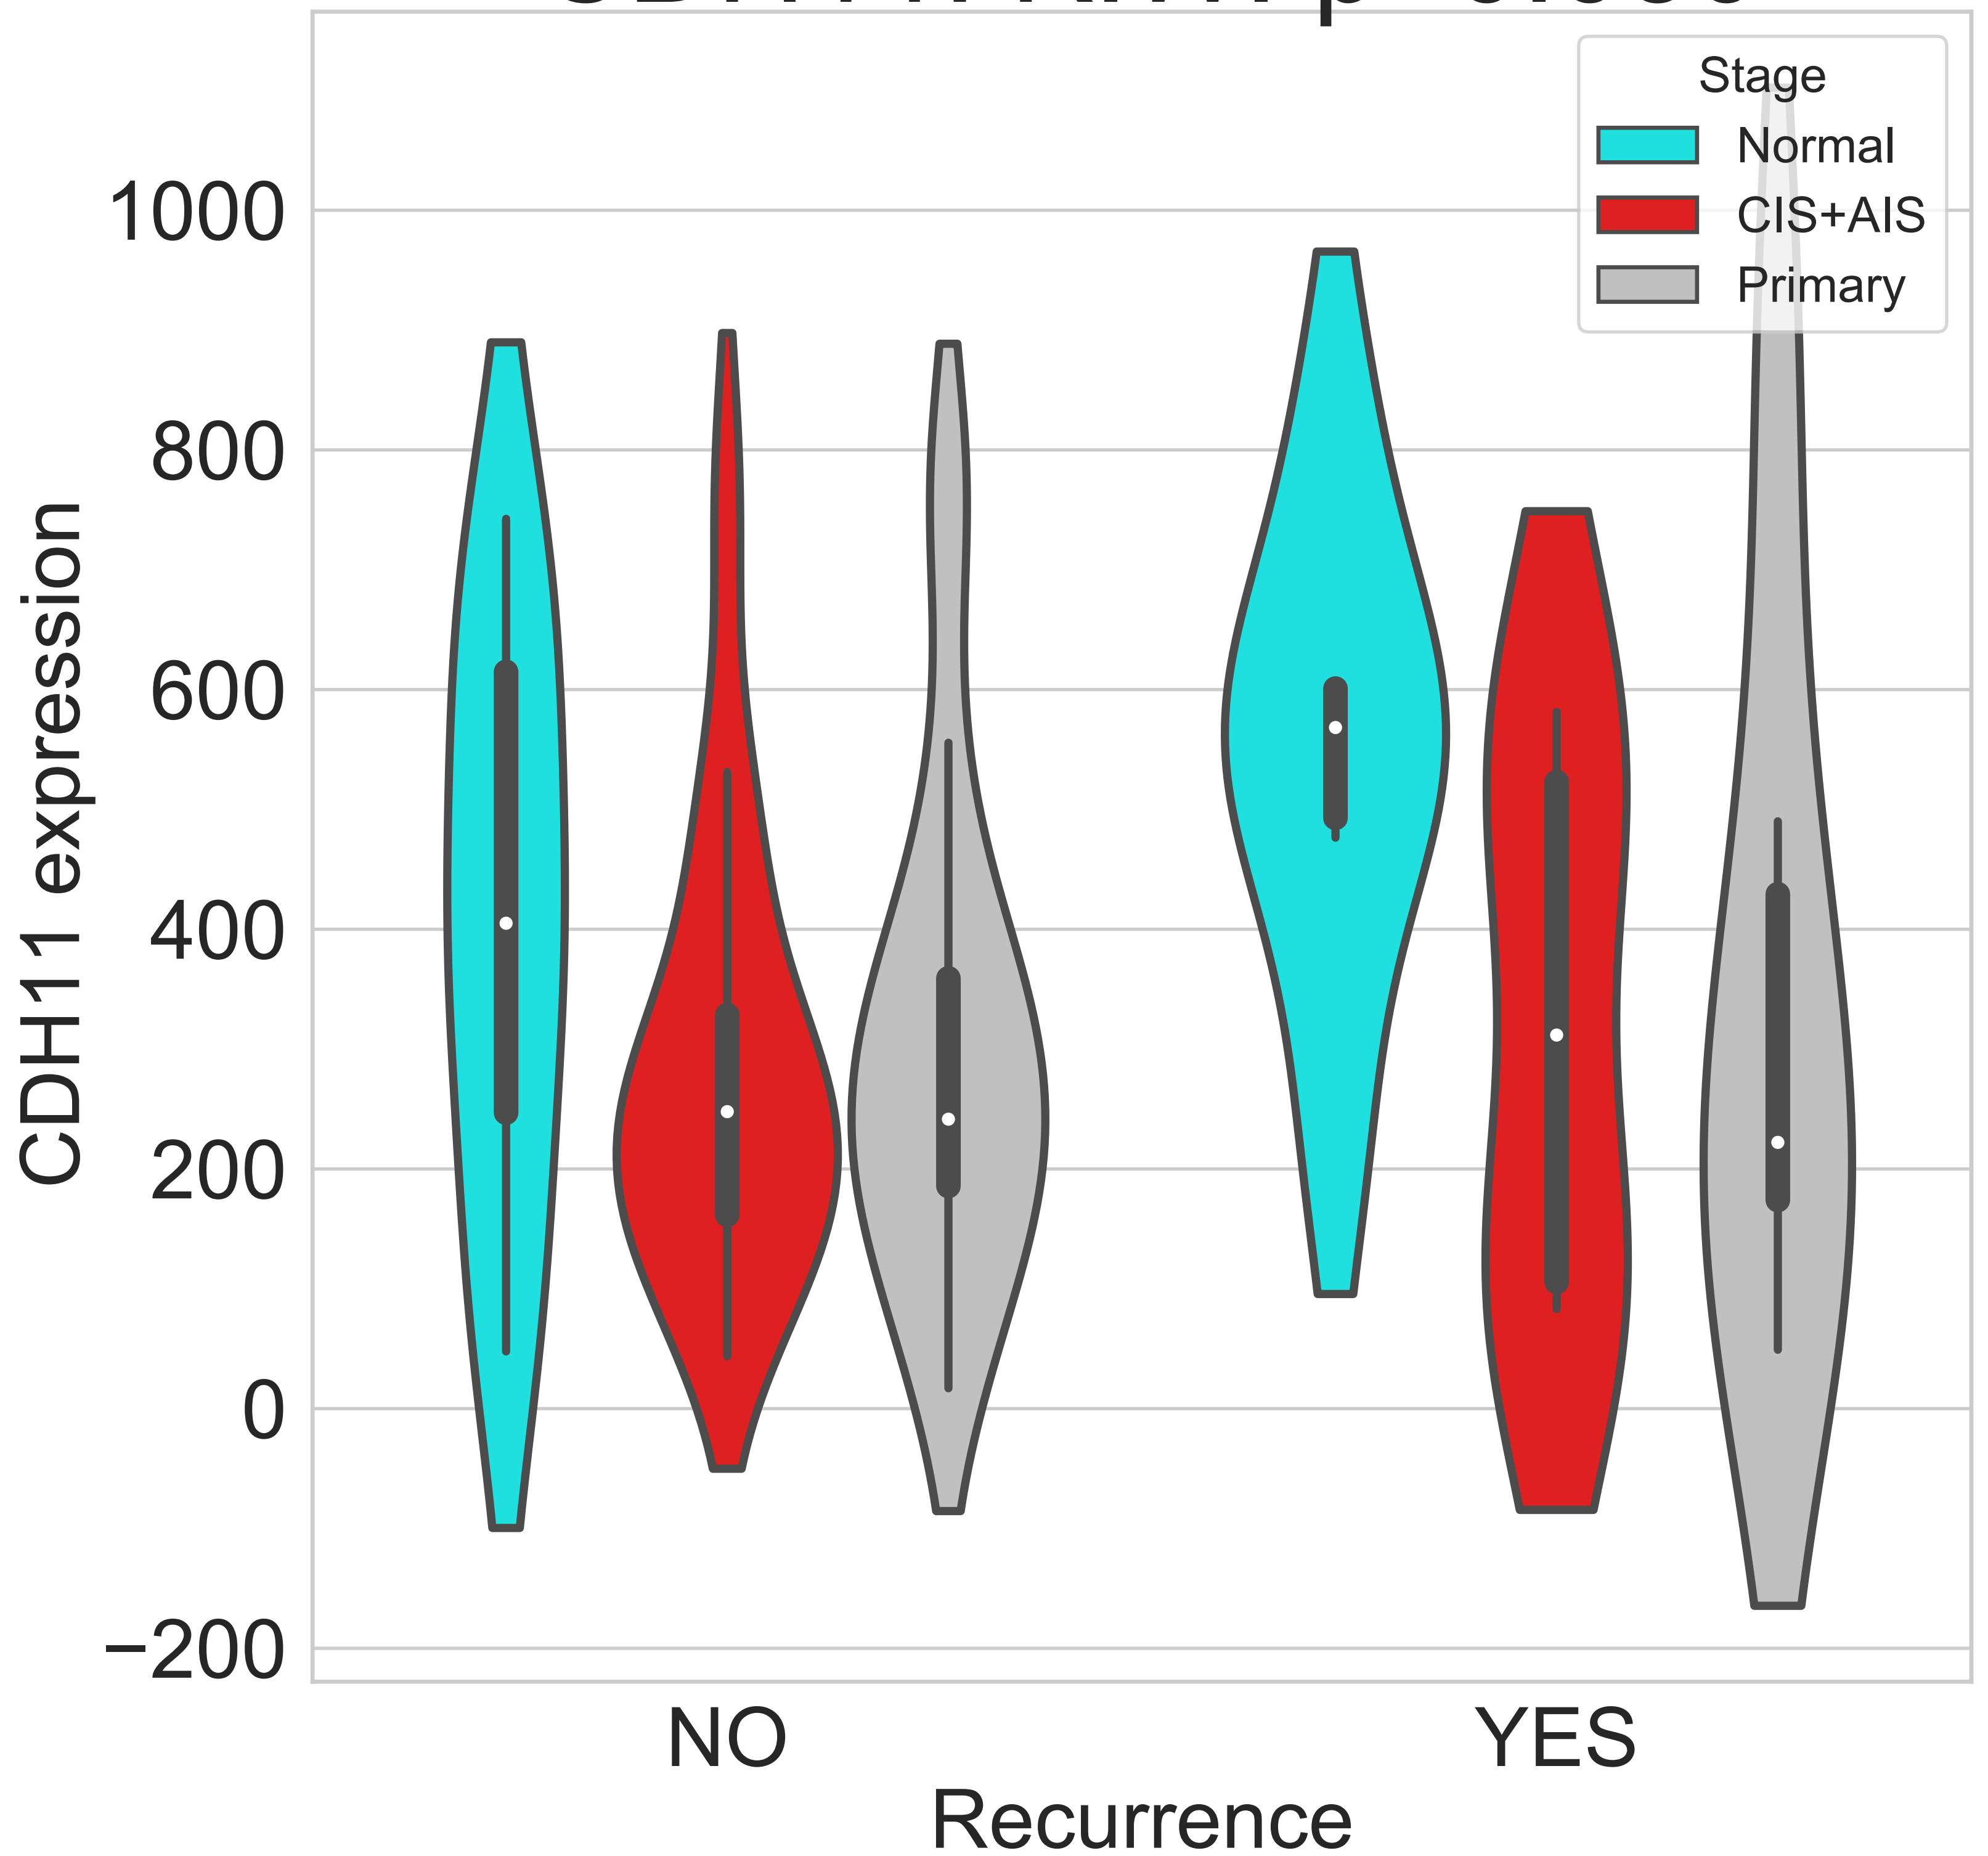 Stage
Normal
CIS+AIS
Primary
1000
800
600
400
200
0
−200
CDH11 expression
NO
YES
Recurrence